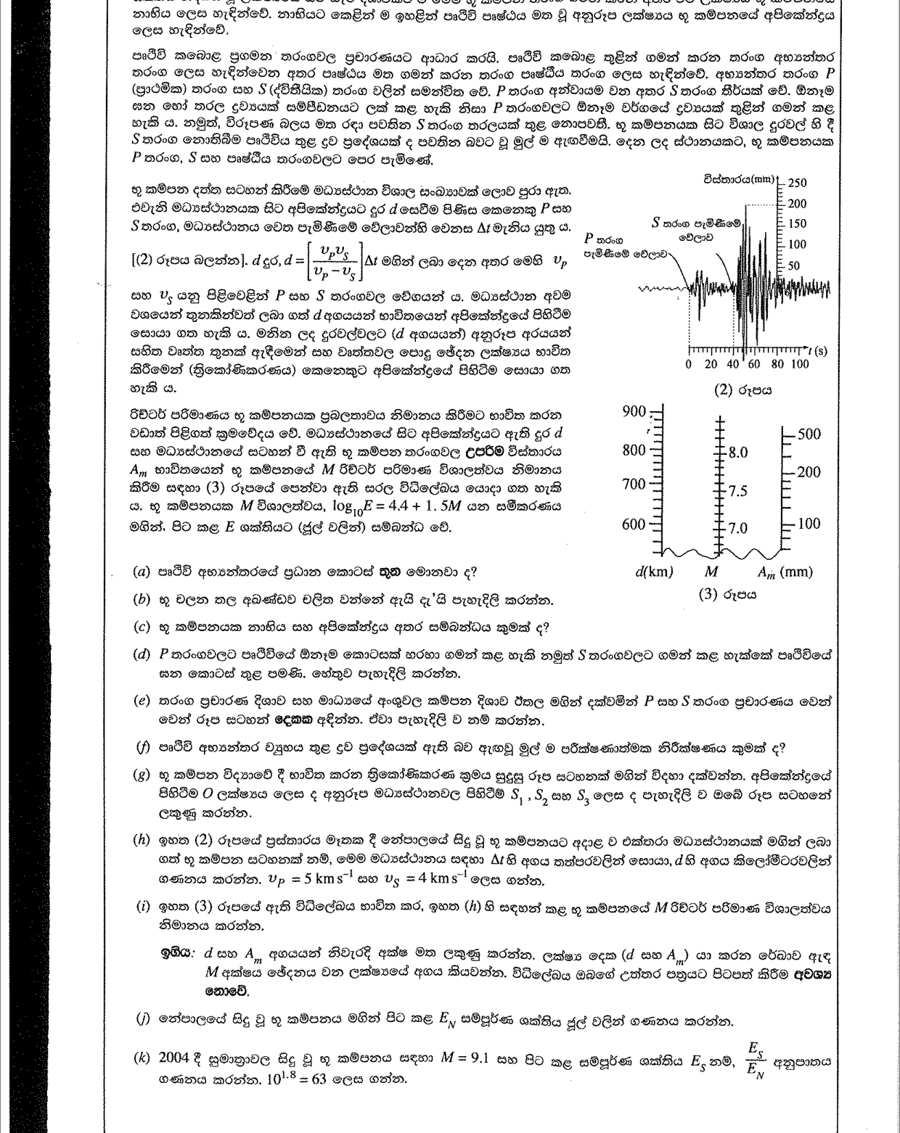 නාභිය ලෙස හැඳින්වේ. නාභියට කෙළින් ම ඉහළින් පෘථිවි පෘෂ්ඨය මත වූ අනුරූප ලක්ෂ්‍යය භූ කම්පනයේ අපිකේන්ද්‍රය
ලෙස හැඳින්වේ.
පෘථිවි කබොළ ප්‍රගමන තරංගවල ප්‍රචාරණයට ආධාර කරයි. පෘථිවි කබොළ තුළින් ගමන් කරන තරංග අභ්‍යන්තර
තරංග ලෙස හැඳින්වෙන අතර පෘෂ්ඨය මත ගමන් කරන තරංග පෘෂ්ඨීය තරංග ලෙස හැඳින්වේ. අභ්‍යන්තර තරංග P
(ප්‍රාථමික) තරංග සහ S (ද්විතීයික) තරංග වලින් සමන්විත වේ. P තරංග අන්වායම වන අතර S තරංග තීර්යක් වේ. ඕනෑම
ඝන හෝ තරල ද්‍රව්‍යයක් සම්පීඩනයට ලක් කළ හැකි නිසා P තරංගවලට ඕනෑම වර්ගයේ ද්‍රව්‍යයක් තුළින් ගමන් කළ
හැකි ය. නමුත්, විරූපණ බලය මත රඳා පවතින S තරංග තරලයක් තුළ නොපවතී. භූ කම්පනයක සිට විශාල දුරවල් හි දී
S තරංග නොතිබීම පෘථිවිය තුළ ද්‍රව ප්‍රදේශයක් ද පවතින බවට වූ මුල් ම ඇඟවීමයි. දෙන ලද ස්ථානයකට, භූ කම්පනයක
P තරංග, S සහ පෘෂ්ඨීය තරංගවලට පෙර පැමිණේ.
භූ කම්පන දත්ත සටහන් කිරීමේ මධ්‍යස්ථාන විශාල සංඛ්‍යාවක් ලොව පුරා ඇත.
එවැනි මධ්‍යස්ථානයක සිට අපිකේන්ද්‍රයට දුර d සෙවීම පිණිස කෙනෙකු P සහ
S තරංග, මධ්‍යස්ථානය වෙත පැමිණීමේ වේලාවන්හි වෙනස Δt මැනිය යුතු ය.
[(2) රූපය බලන්න]. d දුර, d = [v_P v_S / (v_P − v_S)] Δt මගින් ලබා දෙන අතර මෙහි v_P
සහ v_S යනු පිළිවෙළින් P සහ S තරංගවල වේගයන් ය. මධ්‍යස්ථාන අවම
වශයෙන් තුනකින්වත් ලබා ගත් d අගයයන් භාවිතයෙන් අපිකේන්ද්‍රයේ පිහිටීම
සොයා ගත හැකි ය. මනින ලද දුරවල්වලට (d අගයයන්) අනුරූප අරයයන්
සහිත වෘත්ත තුනක් ඇඳීමෙන් සහ වෘත්තවල පොදු ඡේදන ලක්ෂ්‍යය භාවිත
කිරීමෙන් (ත්‍රිකෝණීකරණය) කෙනෙකුට අපිකේන්ද්‍රයේ පිහිටීම සොයා ගත
හැකි ය.
විස්තාරය(mm)
250
200
150
100
50
S තරංග පැමිණීමේ
වේලාව
P තරංග
පැමිණීමේ වේලාව
t (s)
0 20 40 60 80 100
(2) රූපය
රිච්ටර් පරිමාණය භූ කම්පනයක ප්‍රබලතාවය නිමානය කිරීමට භාවිත කරන
වඩාත් පිළිගත් ක්‍රමවේදය වේ. මධ්‍යස්ථානයේ සිට අපිකේන්ද්‍රයට ඇති දුර d
සහ මධ්‍යස්ථානයේ සටහන් වී ඇති භූ කම්පන තරංගවල උපරිම විස්තාරය
A_m භාවිතයෙන් භූ කම්පනයේ M රිච්ටර් පරිමාණ විශාලත්වය නිමානය
කිරීම සඳහා (3) රූපයේ පෙන්වා ඇති සරල විධිලේඛය යොදා ගත හැකි
ය. භූ කම්පනයක M විශාලත්වය, log₁₀E = 4.4 + 1. 5M යන සමීකරණය
මගින්. පිට කළ E ශක්තියට (ජූල් වලින්) සම්බන්ධ වේ.
900
800
700
600
8.0
7.5
7.0
500
200
100
d(km) M A_m (mm)
(3) රූපය
(a) පෘථිවි අභ්‍යන්තරයේ ප්‍රධාන කොටස් තුන මොනවා ද?
(b) භූ චලන තල අඛණ්ඩව චලිත වන්නේ ඇයි දැ'යි පැහැදිලි කරන්න.
(c) භූ කම්පනයක නාභිය සහ අපිකේන්ද්‍රය අතර සම්බන්ධය කුමක් ද?
(d) P තරංගවලට පෘථිවියේ ඕනෑම කොටසක් හරහා ගමන් කළ හැකි නමුත් S තරංගවලට ගමන් කළ හැක්කේ පෘථිවියේ
ඝන කොටස් තුළ පමණි. හේතුව පැහැදිලි කරන්න.
(e) තරංග ප්‍රචාරණ දිශාව සහ මාධ්‍යයේ අංශුවල කම්පන දිශාව ඊතල මගින් දක්වමින් P සහ S තරංග ප්‍රචාරණය වෙන්
වෙන් රූප සටහන් දෙකක අඳින්න. ඒවා පැහැදිලි ව නම් කරන්න.
(f) පෘථිවි අභ්‍යන්තර ව්‍යුහය තුළ ද්‍රව ප්‍රදේශයක් ඇති බව ඇඟවූ මුල් ම පරීක්ෂණාත්මක නිරීක්ෂණය කුමක් ද?
(g) භූ කම්පන විද්‍යාවේ දී භාවිත කරන ත්‍රිකෝණීකරණ ක්‍රමය සුදුසු රූප සටහනක් මගින් විදහා දක්වන්න. අපිකේන්ද්‍රයේ
පිහිටීම O ලක්ෂ්‍යය ලෙස ද අනුරූප මධ්‍යස්ථානවල පිහිටීම් S₁ , S₂ සහ S₃ ලෙස ද පැහැදිලි ව ඔබේ රූප සටහනේ
ලකුණු කරන්න.
(h) ඉහත (2) රූපයේ ප්‍රස්තාරය මෑතක දී නේපාලයේ සිදු වූ භූ කම්පනයට අදාළ ව එක්තරා මධ්‍යස්ථානයක් මගින් ලබා
ගත් භූ කම්පන සටහනක් නම්, මෙම මධ්‍යස්ථානය සඳහා Δt හි අගය තත්පරවලින් සොයා, d හි අගය කිලෝමීටරවලින්
ගණනය කරන්න. v_P = 5 km s⁻¹ සහ v_S = 4 km s⁻¹ ලෙස ගන්න.
(i) ඉහත (3) රූපයේ ඇති විධිලේඛය භාවිත කර, ඉහත (h) හි සඳහන් කළ භූ කම්පනයේ M රිච්ටර් පරිමාණ විශාලත්වය
නිමානය කරන්න.
ඉඟිය: d සහ A_m අගයයන් නිවැරදි අක්ෂ මත ලකුණු කරන්න. ලක්ෂ්‍ය දෙක (d සහ A_m) යා කරන රේඛාව ඇඳ
M අක්ෂය ඡේදනය වන ලක්ෂ්‍යයේ අගය කියවන්න. විධිලේඛය ඔබගේ උත්තර පත්‍රයට පිටපත් කිරීම අවශ්‍ය
නොවේ.
(j) නේපාලයේ සිදු වූ භූ කම්පනය මගින් පිට කළ E_N සම්පූර්ණ ශක්තිය ජූල් වලින් ගණනය කරන්න.
(k) 2004 දී සුමාත්‍රාවල සිදු වූ භූ කම්පනය සඳහා M = 9.1 සහ පිට කළ සම්පූර්ණ ශක්තිය E_S නම්, E_S/E_N අනුපාතය
ගණනය කරන්න. 10^1.8 = 63 ලෙස ගන්න.